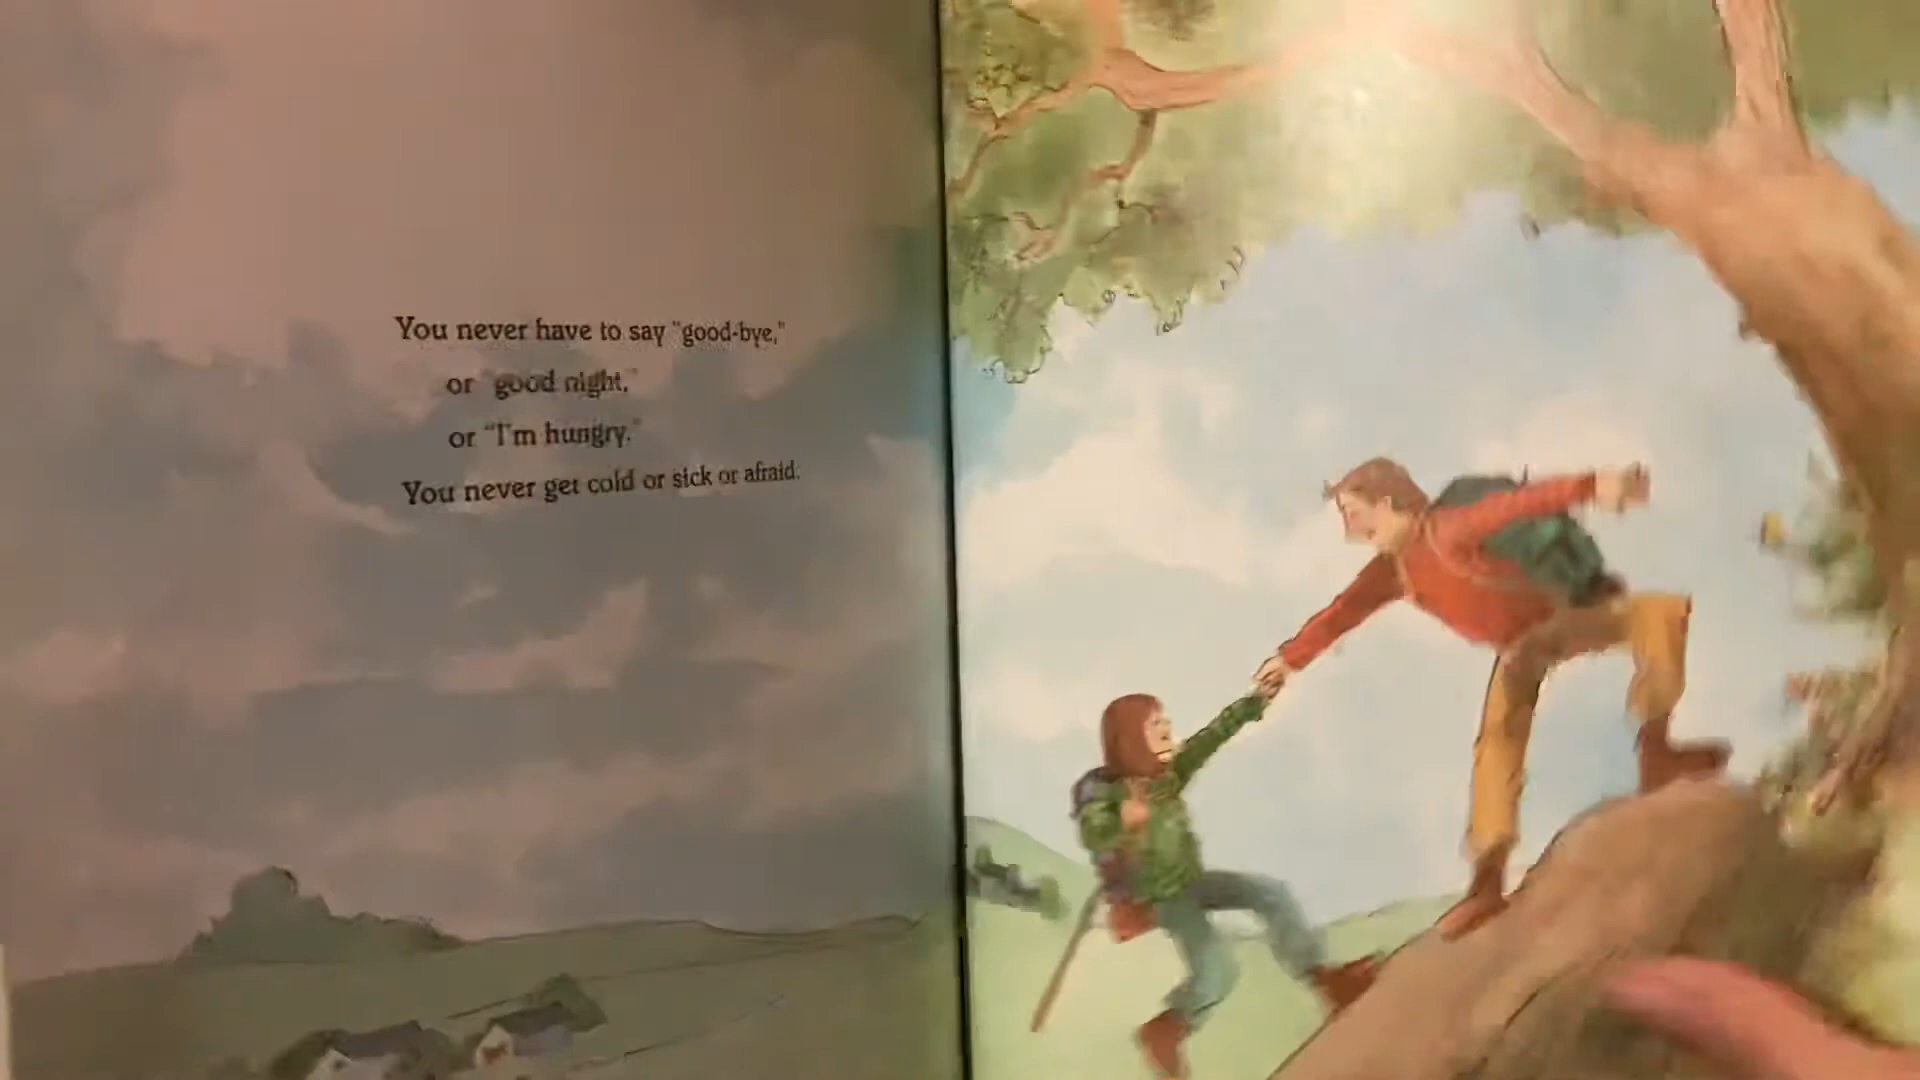 You never have to say "good-bye,"
or "good night,"
or "I'm hungry."
You never get cold or sick or afraid.